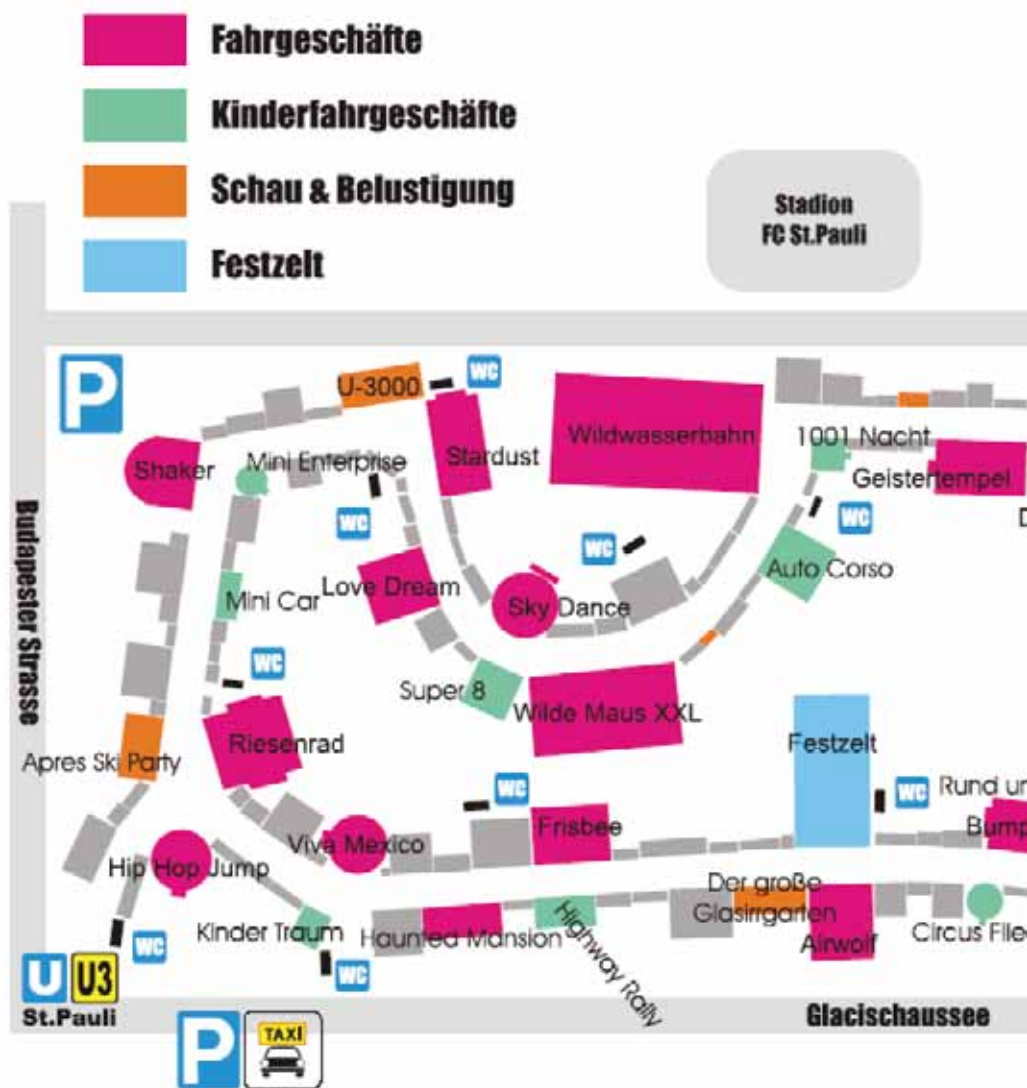 Fahrgeschäfte
Kinderfahrgeschäfte
Schau & Belustigung
Festzelt
Stadion
FC St.Pauli
P
U-3000
WC
Shaker
Mini Enterprise
Stardust
Wildwasserbahn
1001 Nacht
Geistertempel
D
WC
WC
WC
Love Dream
Mini Car
Sky Dance
Auto Corso
Budapester Strasse
WC
Super 8
Wilde Maus XXL
Riesenrad
Festzelt
Apres Ski Party
WC
WC
Rund un
Viva Mexico
Frisbee
Bump
Hip Hop Jump
Der große
Glasirrgarten
Kinder Traum
Haunted Mansion
Highway Rally
Airwolf
Circus Flie
WC
WC
U
U3
St.Pauli
Glacischaussee
P
TAXI